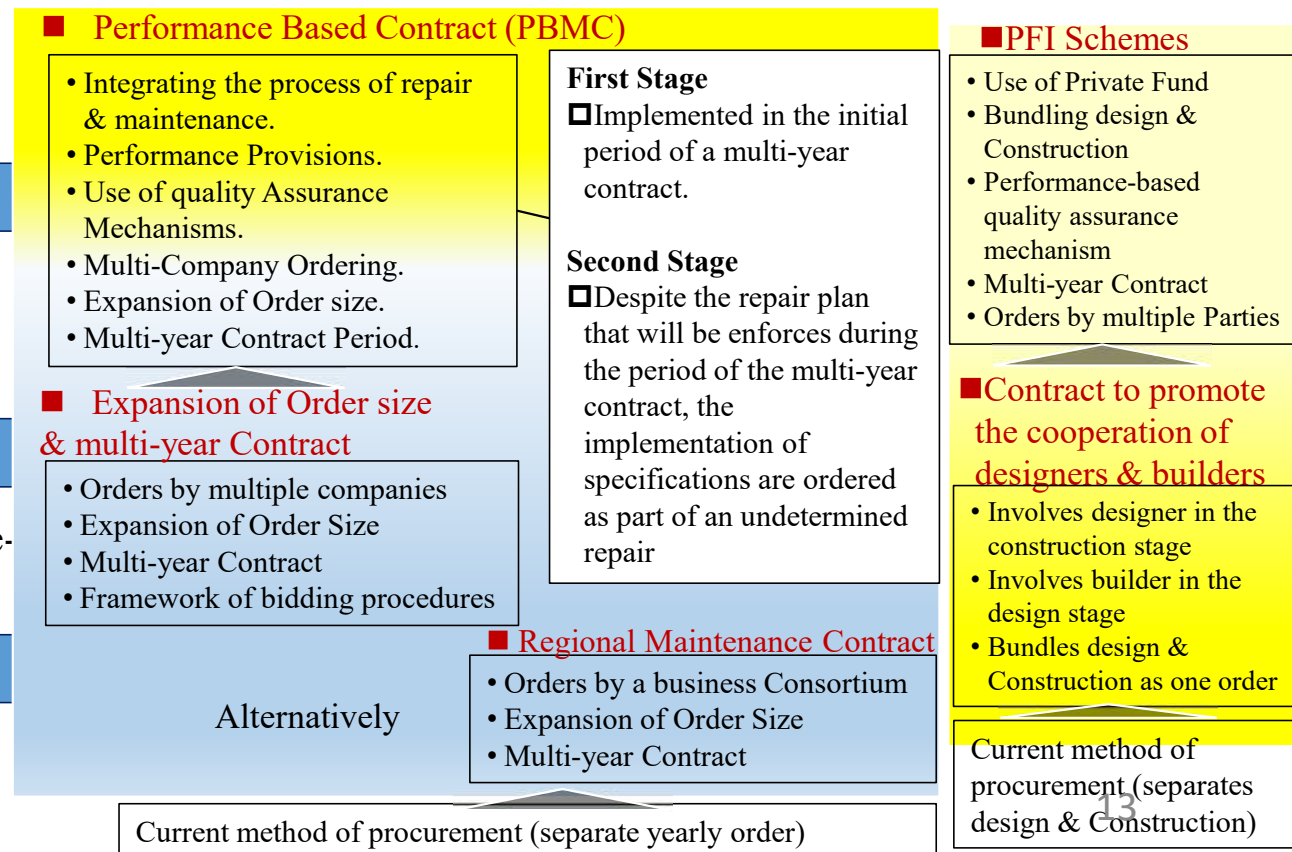 ■ Performance Based Contract (PBMC)
• Integrating the process of repair
& maintenance.
• Performance Provisions.
• Use of quality Assurance
Mechanisms.
• Multi-Company Ordering.
• Expansion of Order size.
• Multi-year Contract Period.
First Stage
❑Implemented in the initial
period of a multi-year
contract.
Second Stage
❑Despite the repair plan
that will be enforces during
the period of the multi-year
contract, the
implementation of
specifications are ordered
as part of an undetermined
repair
■ Expansion of Order size
& multi-year Contract
• Orders by multiple companies
• Expansion of Order Size
• Multi-year Contract
• Framework of bidding procedures
■ Regional Maintenance Contract
• Orders by a business Consortium
• Expansion of Order Size
• Multi-year Contract
Alternatively
Current method of procurement (separate yearly order)
■PFI Schemes
• Use of Private Fund
• Bundling design &
Construction
• Performance-based
quality assurance
mechanism
• Multi-year Contract
• Orders by multiple Parties
■Contract to promote
the cooperation of
designers & builders
• Involves designer in the
construction stage
• Involves builder in the
design stage
• Bundles design &
Construction as one order
Current method of
procurement (separates
design & Construction)
13